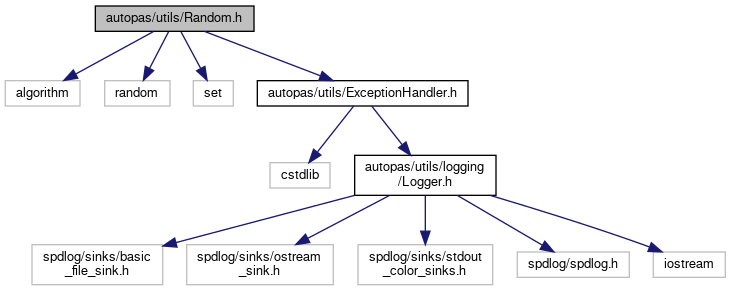 autopas/utils/Random.h
algorithm
random
set
autopas/utils/ExceptionHandler.h
cstdlib
autopas/utils/logging
/Logger.h
spdlog/sinks/basic
_file_sink.h
spdlog/sinks/ostream
_sink.h
spdlog/sinks/stdout
_color_sinks.h
spdlog/spdlog.h
iostream